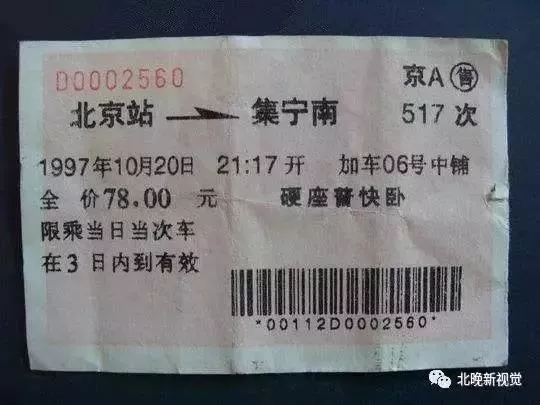 D0002560
京A 售
北京站 → 集宁南 517 次
1997年10月20日 21:17 开 加车06号中铺
全 价78.00 元 硬座普快卧
限乘当日当次车
在 3 日内到有效
*00112D0002560*
北晚新视觉